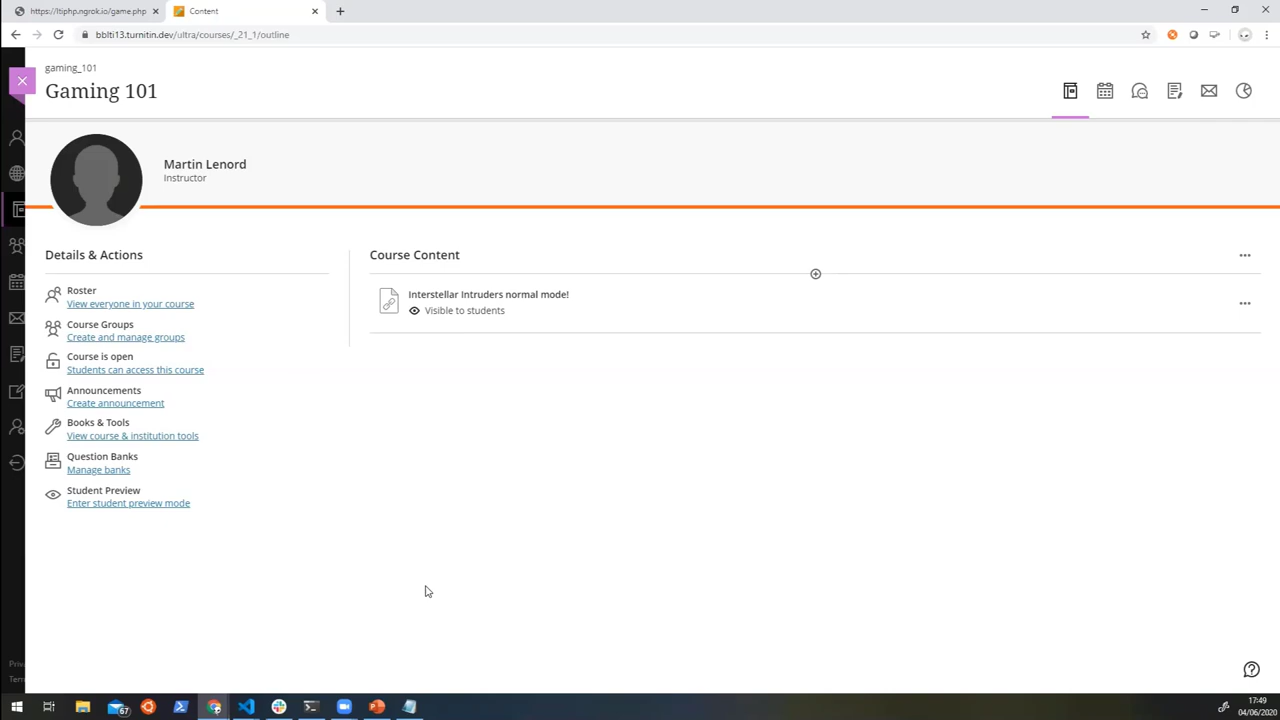 https://ltiphp.ngrok.io/game.php
Content
bblti13.turnitin.dev/ultra/courses/_21_1/outline
gaming_101
Gaming 101
Martin Lenord
Instructor
Details & Actions
Roster
View everyone in your course
Course Groups
Create and manage groups
Course is open
Students can access this course
Announcements
Create announcement
Books & Tools
View course & institution tools
Question Banks
Manage banks
Student Preview
Enter student preview mode
Course Content
Interstellar Intruders normal mode!
Visible to students
67
17:49
04/06/2020